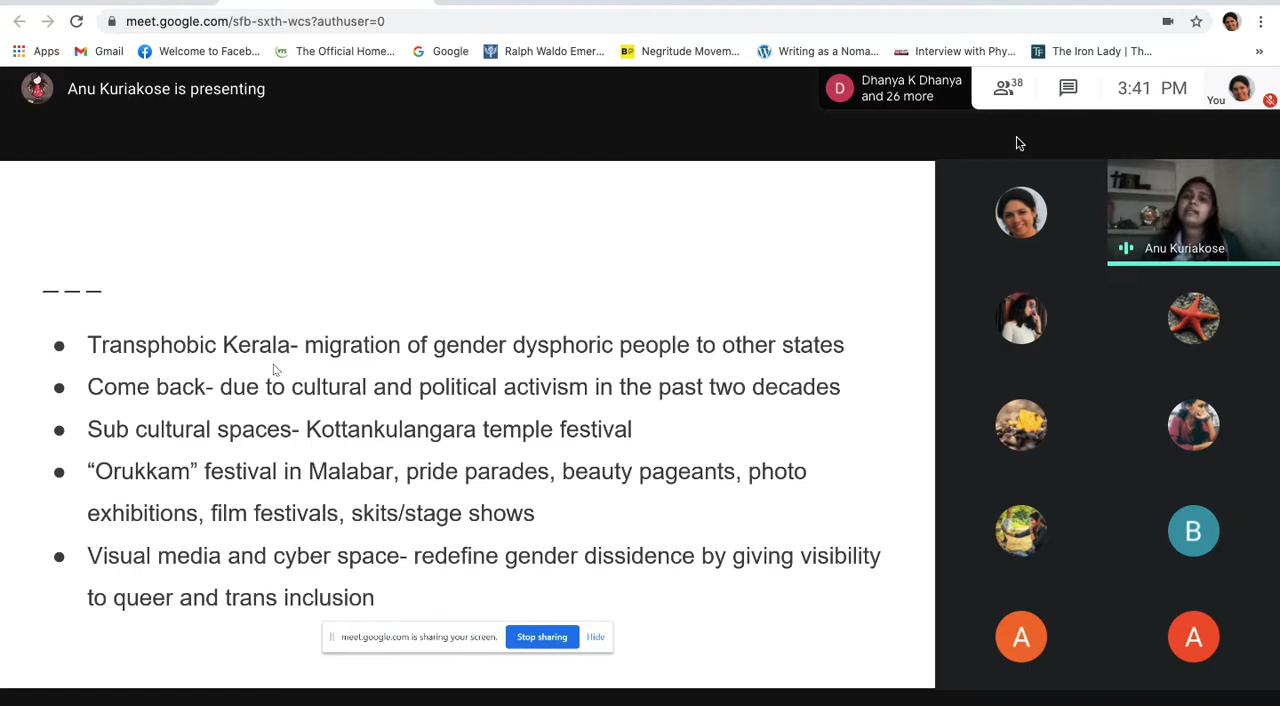 meet.google.com/sfb-sxth-wcs?authuser=0
Apps
Gmail
Welcome to Faceb...
The Official Home...
Google
Ralph Waldo Emer...
Negritude Movem...
Writing as a Noma...
Interview with Phy...
The Iron Lady | Th...
»
Anu Kuriakose is presenting
D
Dhanya K Dhanya
and 26 more
38
3:41 PM
You
Anu Kuriakose
– – –
● Transphobic Kerala- migration of gender dysphoric people to other states
● Come back- due to cultural and political activism in the past two decades
● Sub cultural spaces- Kottankulangara temple festival
● “Orukkam” festival in Malabar, pride parades, beauty pageants, photo
exhibitions, film festivals, skits/stage shows
● Visual media and cyber space- redefine gender dissidence by giving visibility
to queer and trans inclusion
meet.google.com is sharing your screen.
Stop sharing
Hide
B
A
A